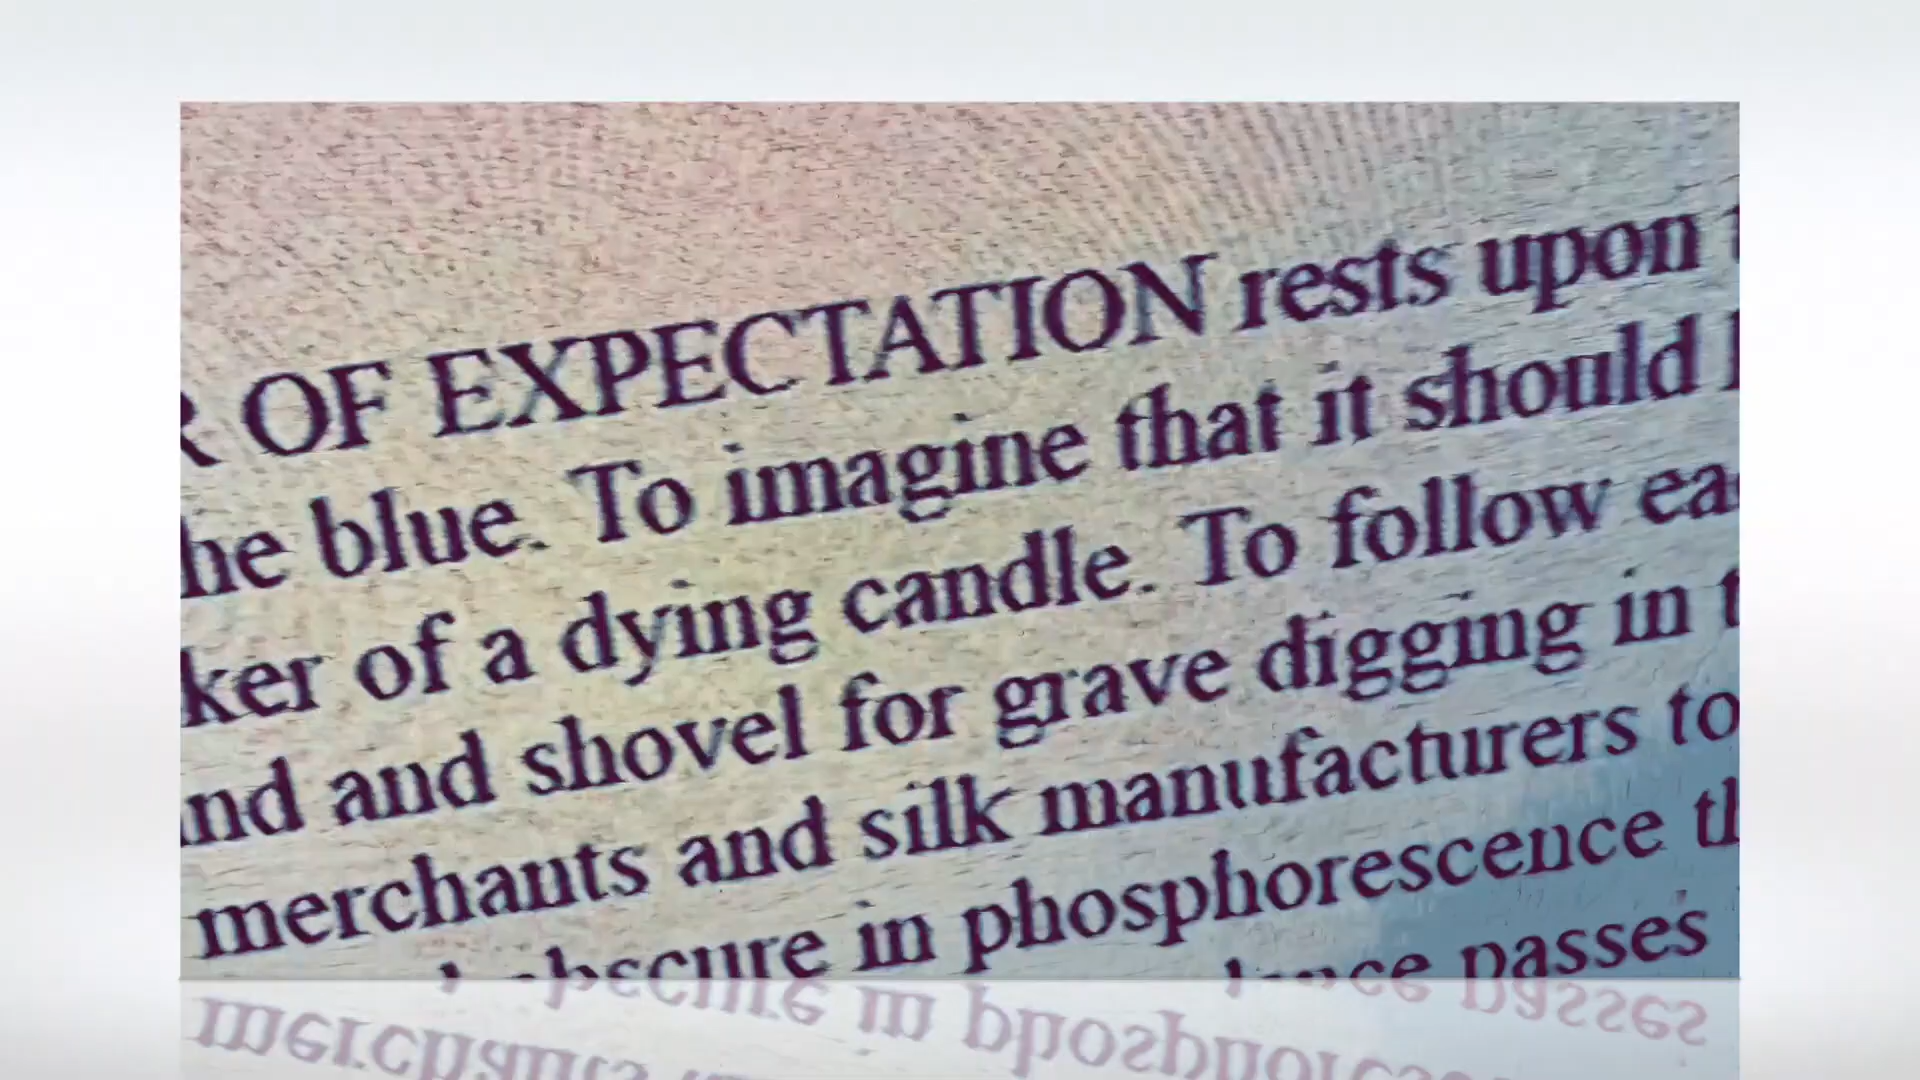 R OF EXPECTATION rests upon
he blue. To imagine that it should
ker of a dying candle. To follow ea
nd and shovel for grave digging in t
merchants and silk manufacturers to
obscure in phosphorescence th
passes